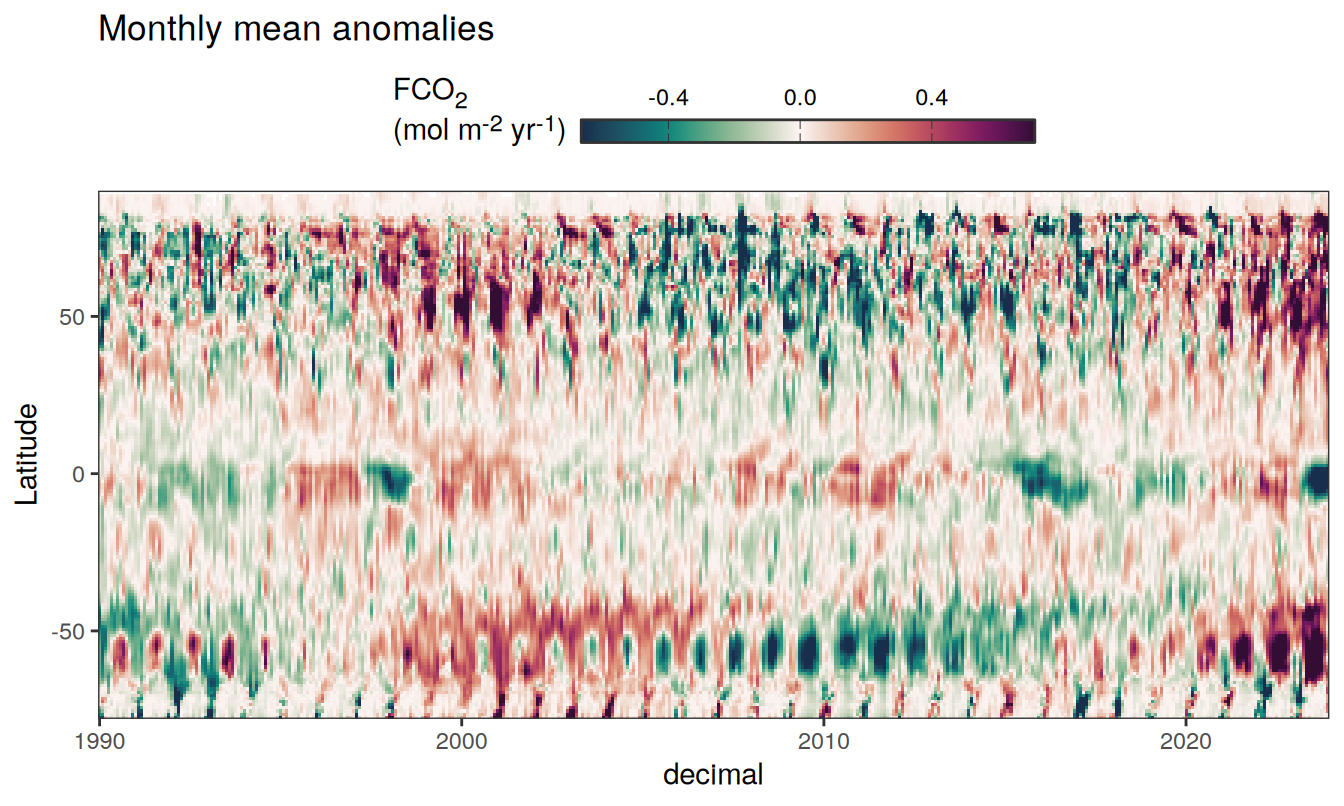 Monthly mean anomalies
FCO₂
(mol m⁻² yr⁻¹)
-0.4 0.0 0.4
Latitude
50
0
-50
1990 2000 2010 2020
decimal